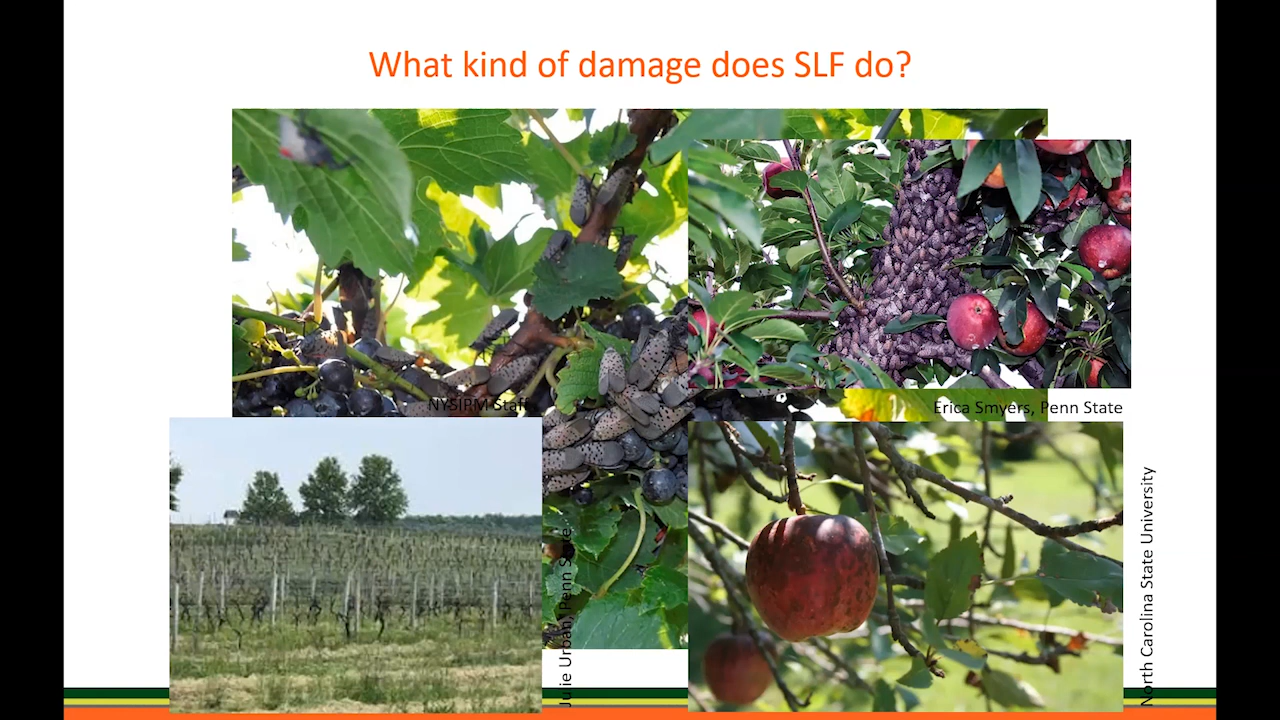 What kind of damage does SLF do?
NYSIPM Staff
Erica Smyers, Penn State
Julie Urban, Penn State
North Carolina State University